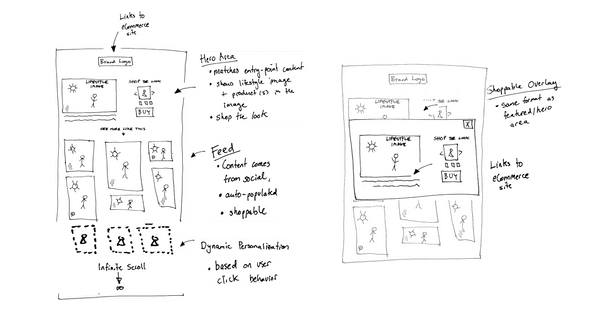 Links to
eCommerce
site
Brand Logo
LIFESTYLE
IMAGE
SHOP THE LOOK
BUY
SEE MORE LIKE THIS
Infinite Scroll
Hero Area
• matches entry-point content
• shows lifestyle image
+ product(s) in the
image
• Shop the look
Feed
• Content comes
from social,
• auto-populated
• shoppable
Dynamic Personalization
• based on user
click behavior
Brand Logo
LIFESTYLE
IMAGE
SHOP THE LOOK
X
LIFESTYLE
IMAGE
SHOP THE LOOK
BUY
Shoppable Overlay
• same format as
featured/hero
area
Links to
eCommerce
site